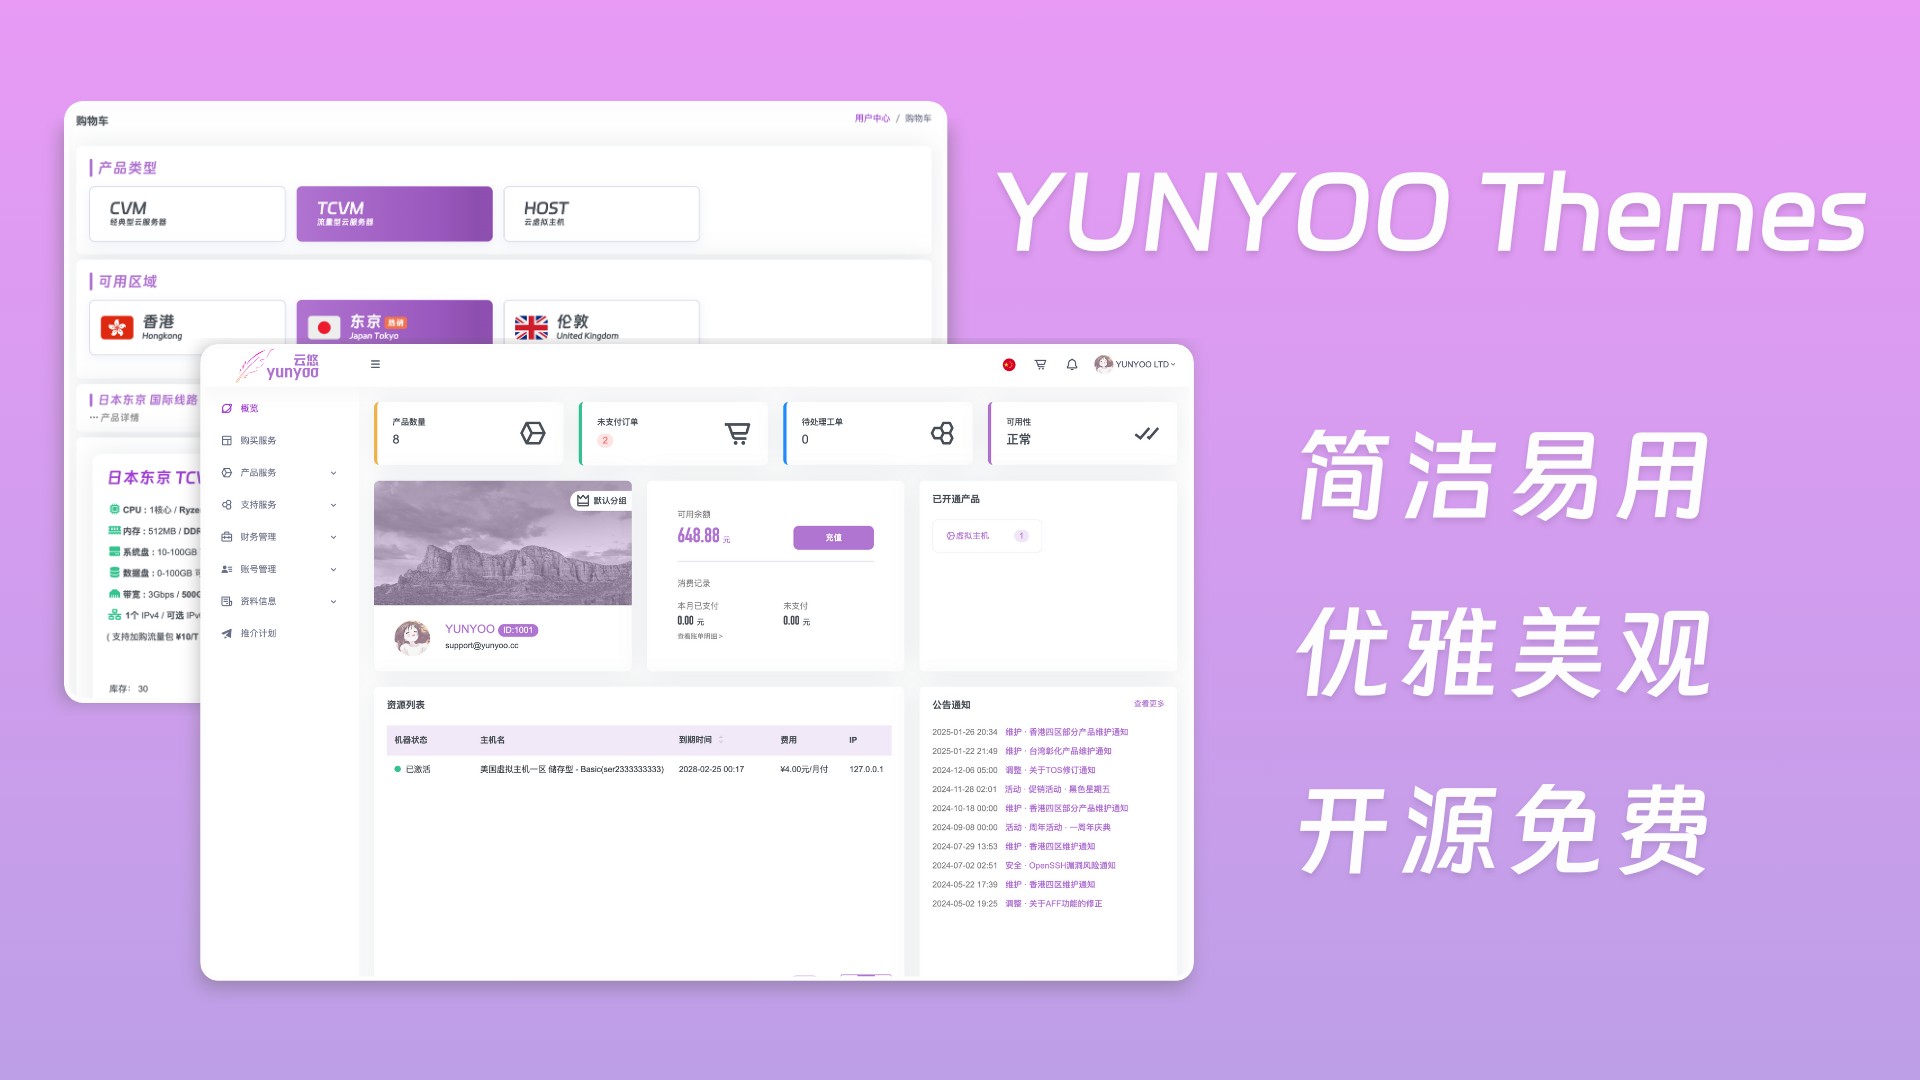 购物车
用户中心 / 购物车
产品类型
CVM
经典型云服务器
TCVM
流量型云服务器
HOST
云虚拟主机
可用区域
香港
Hongkong
东京 热销
Japan Tokyo
伦敦
United Kingdom
日本东京 国际线路
··· 产品详情
日本东京 TCV
CPU : 1核心 / Ryze
内存 : 512MB / DDR
系统盘 : 10-100GB
数据盘 : 0-100GB 可
带宽 : 3Gbps / 500G
1个 IPv4 / 可选 IPv
( 支持加购流量包 ¥10/T
库存: 30
云悠
yunyoo
YUNYOO LTD
概览
购买服务
产品服务
支持服务
财务管理
账号管理
资料信息
推介计划
产品数量
8
未支付订单
2
待处理工单
0
可用性
正常
默认分组
YUNYOO ID:1001
support@yunyoo.cc
可用余额
648.88 元
充值
消费记录
本月已支付
0.00 元
未支付
0.00 元
查看账单明细 >
已开通产品
虚拟主机 1
资源列表
机器状态 主机名 到期时间 费用 IP
已激活 美国虚拟主机一区 储存型 - Basic(ser2333333333) 2028-02-25 00:17 ¥4.00元/月付 127.0.0.1
公告通知
查看更多
2025-01-26 20:34 维护 · 香港四区部分产品维护通知
2025-01-22 21:49 维护 · 台湾彰化产品维护通知
2024-12-06 05:00 调整 · 关于TOS修订通知
2024-11-28 02:01 活动 · 促销活动 · 黑色星期五
2024-10-18 00:00 维护 · 香港四区部分产品维护通知
2024-09-08 00:00 活动 · 周年活动 · 一周年庆典
2024-07-29 13:53 维护 · 香港四区维护通知
2024-07-02 02:51 安全 · OpenSSH漏洞风险通知
2024-05-22 17:39 维护 · 香港四区维护通知
2024-05-02 19:25 调整 · 关于AFF功能的修正
YUNYOO Themes
简洁易用
优雅美观
开源免费